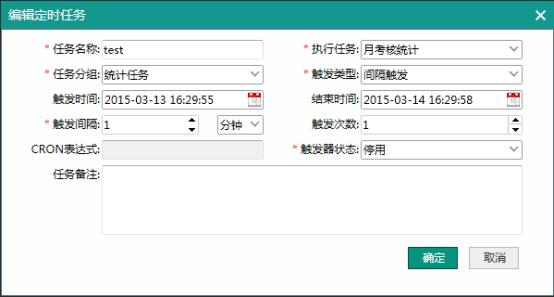 编辑定时任务
* 任务名称: test * 执行任务: 月考核统计
* 任务分组: 统计任务 * 触发类型: 间隔触发
触发时间: 2015-03-13 16:29:55 结束时间: 2015-03-14 16:29:58
* 触发间隔: 1 分钟 触发次数: 1
CRON表达式: * 触发器状态: 停用
任务备注:
确定 取消